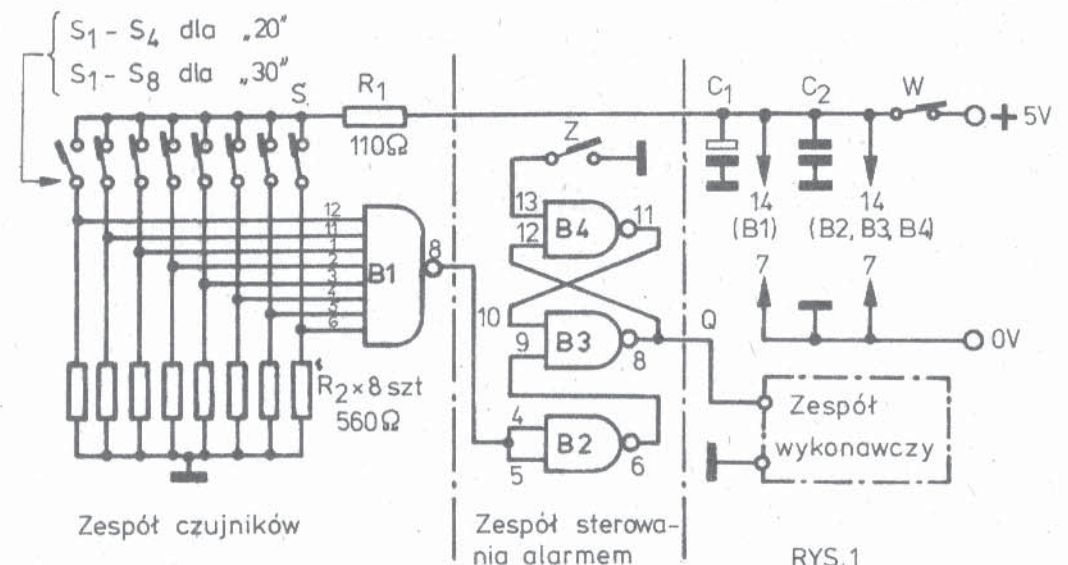 S1 – S4 dla „20"
S1 – S8 dla „30"
S
R1
110Ω
Z
C1
C2
W
+ 5V
13
12
B4
11
14
(B1)
14
(B2, B3, B4)
12
11
1
2
3
4
5
6
B1
8
10
9
B3
8
Q
7
7
0V
R2 × 8 szt
560Ω
4
5
B2
6
Zespół
wykonawczy
Zespół czujników
Zespół sterowa-
nia alarmem
RYS.1